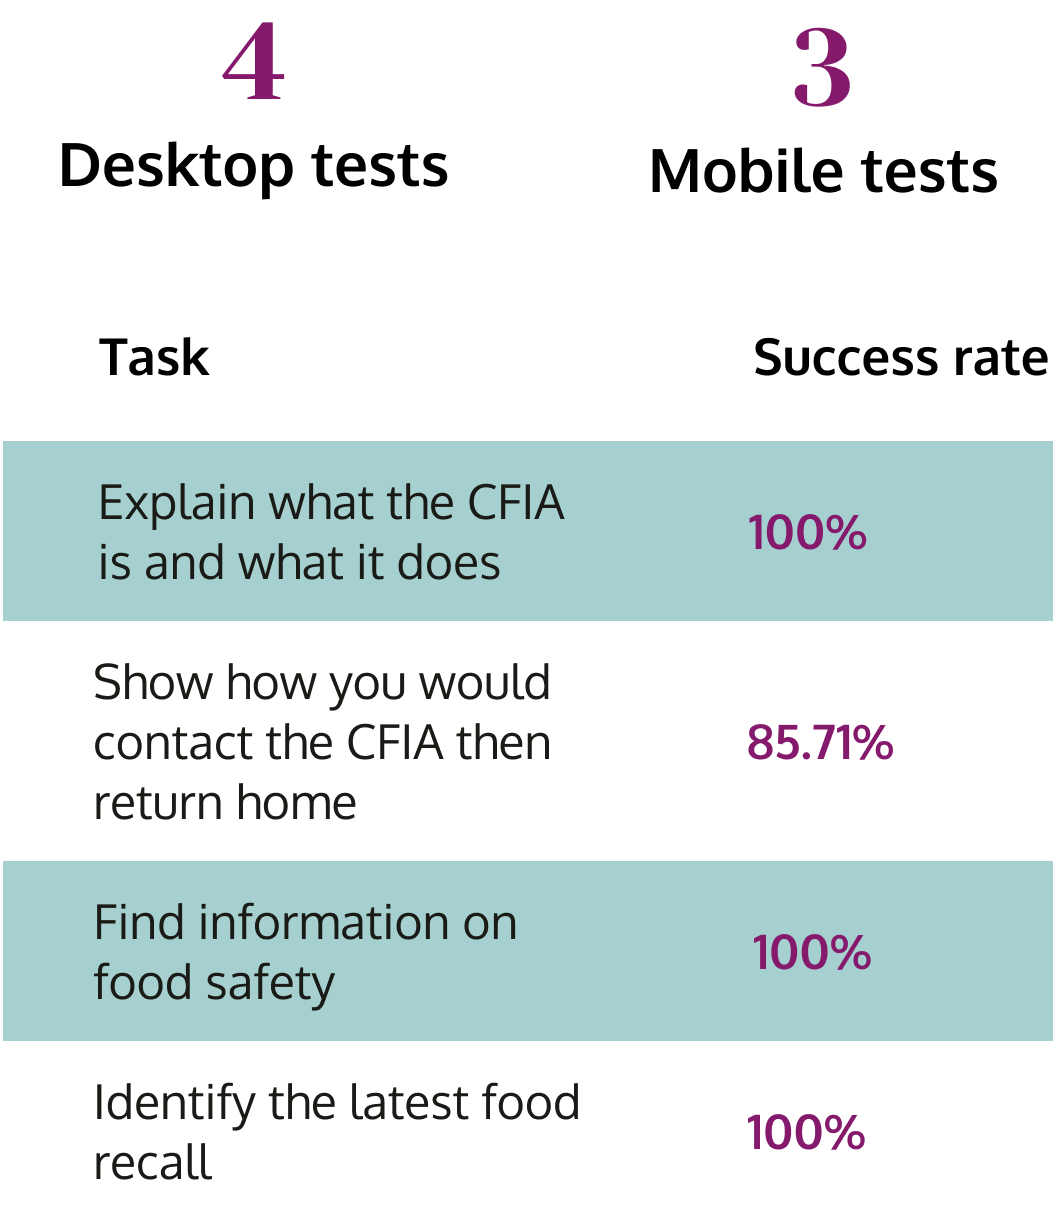 4
Desktop tests
3
Mobile tests
Task
Success rate
Explain what the CFIA
is and what it does
100%
Show how you would
contact the CFIA then
return home
85.71%
Find information on
food safety
100%
Identify the latest food
recall
100%